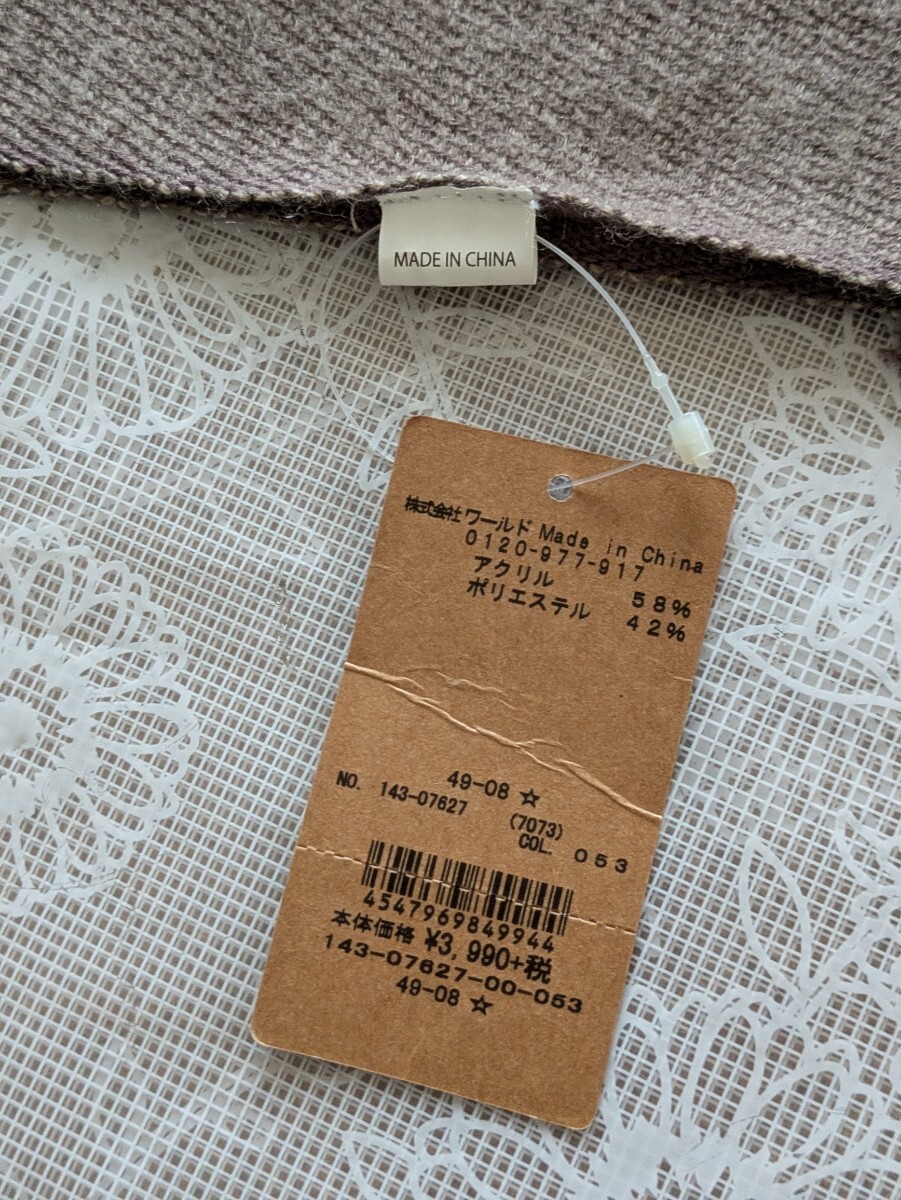 MADE IN CHINA
株式会社ワールド Made in China
0120-977-917
アクリル 58%
ポリエステル 42%
49-08 ☆
NO. 143-07627 (7073)
COL. 053
4547969849944
本体価格 ¥3,990+税
143-07627-00-053
49-08 ☆